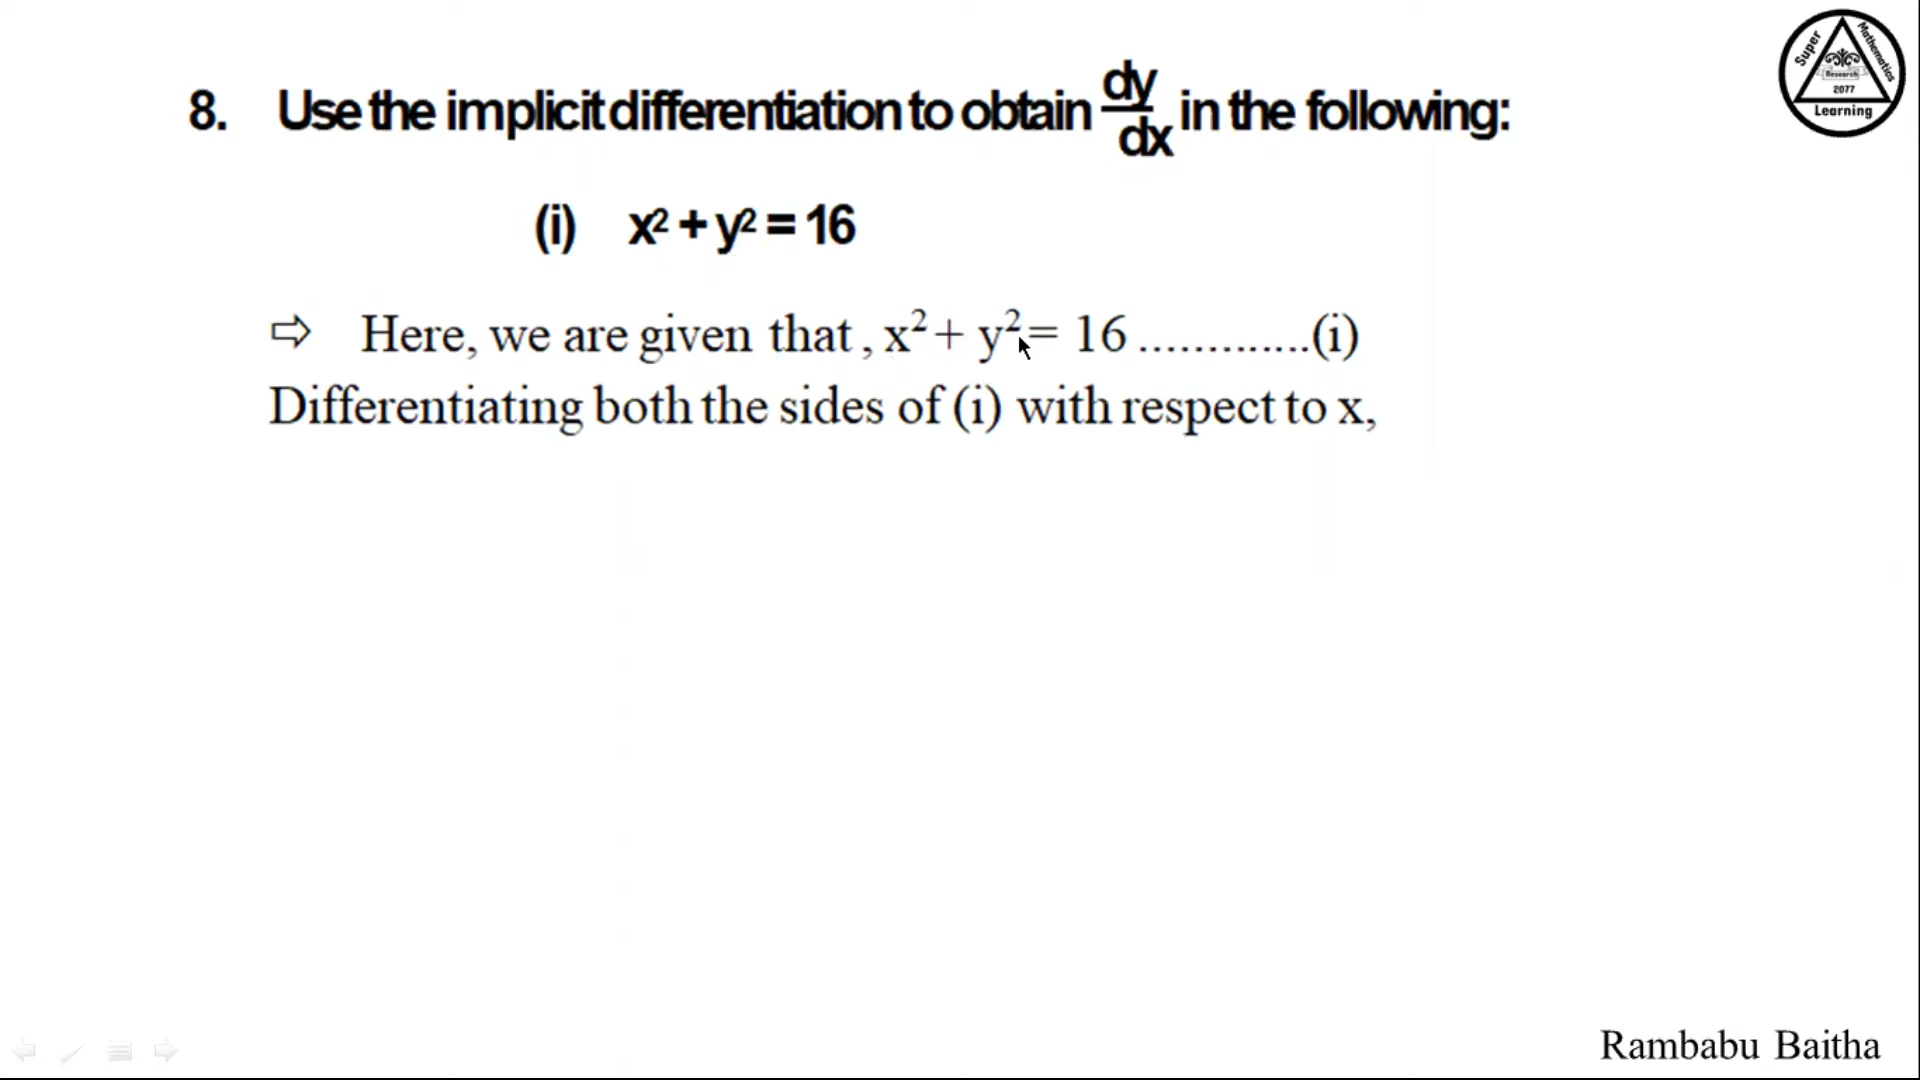 8. Use the implicit differentiation to obtain dy/dx in the following:
(i) x² + y² = 16
⇨ Here, we are given that , x² + y² = 16 .............(i)
Differentiating both the sides of (i) with respect to x,
Super Mathematics
Research
2077
Learning
Rambabu Baitha